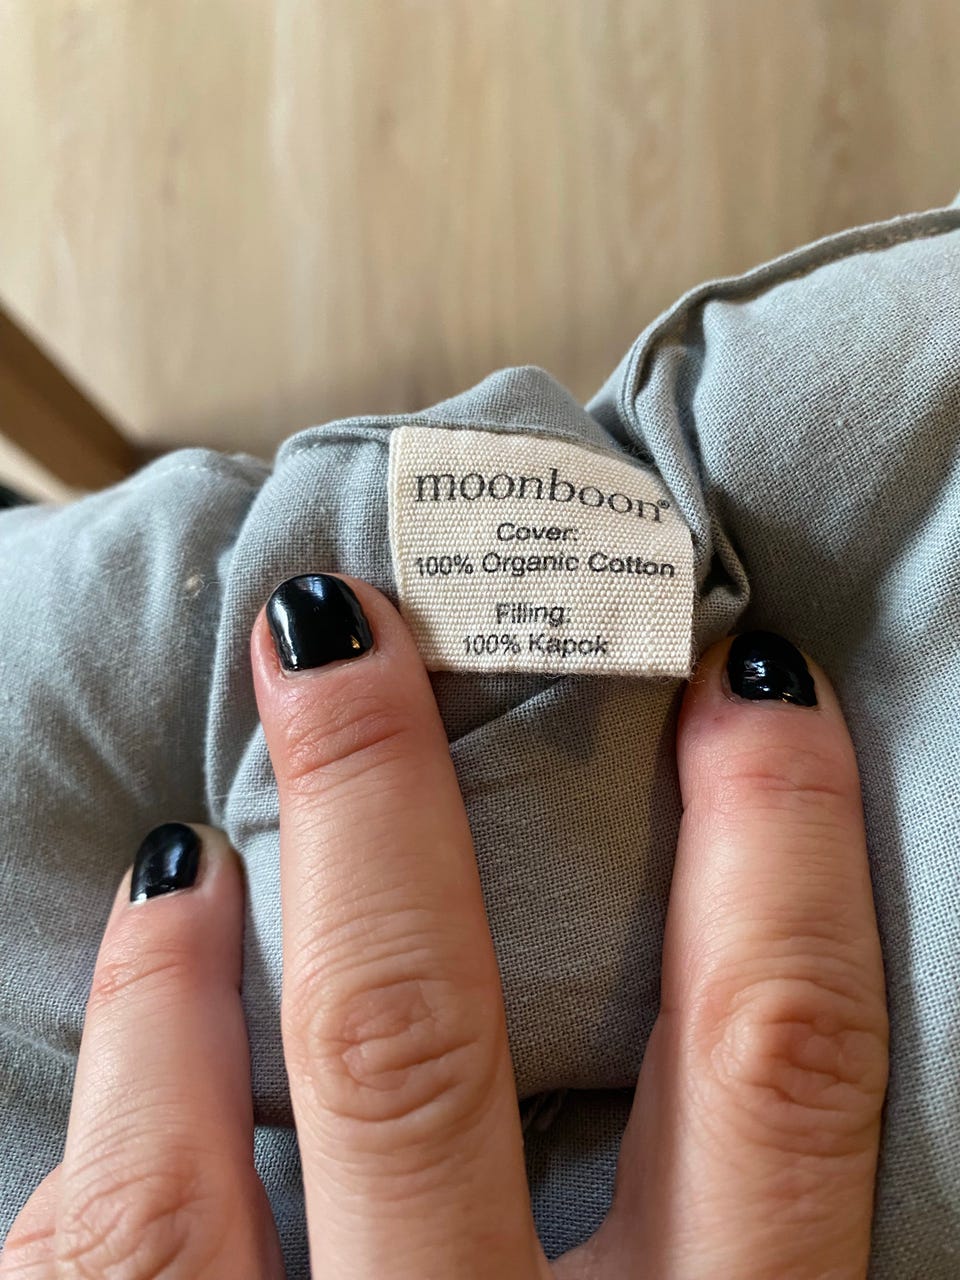 moonboon®
Cover:
100% Organic Cotton
Filling:
100% Kapok